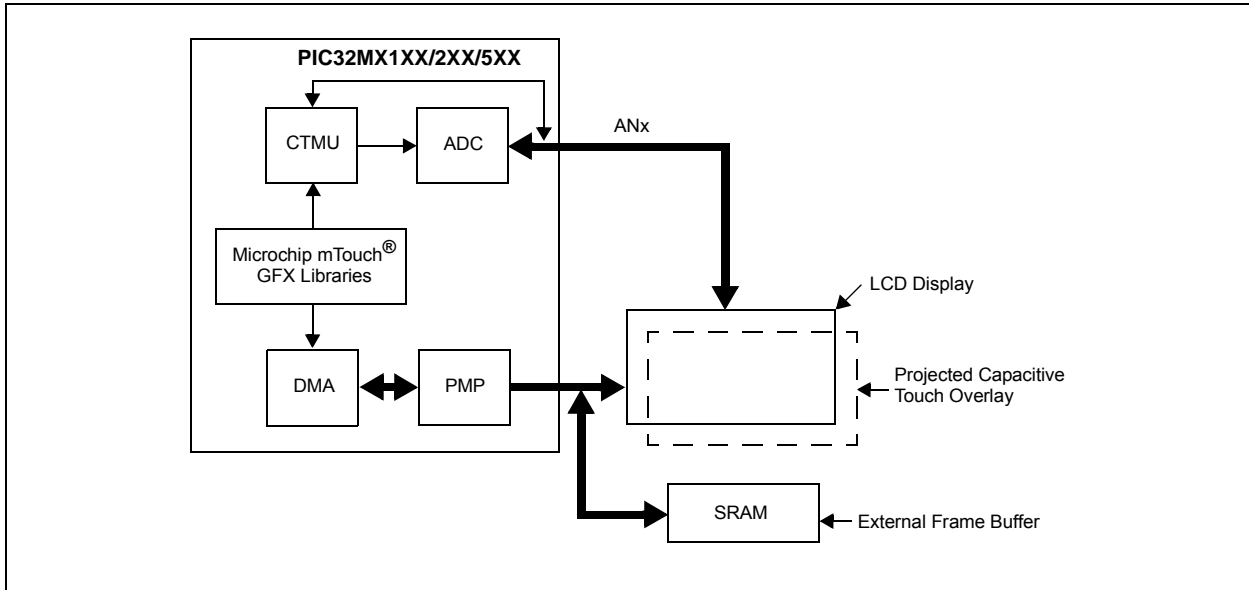 PIC32MX1XX/2XX/5XX
CTMU
ADC
ANx
Microchip mTouch®
GFX Libraries
LCD Display
DMA
PMP
Projected Capacitive
Touch Overlay
SRAM
External Frame Buffer